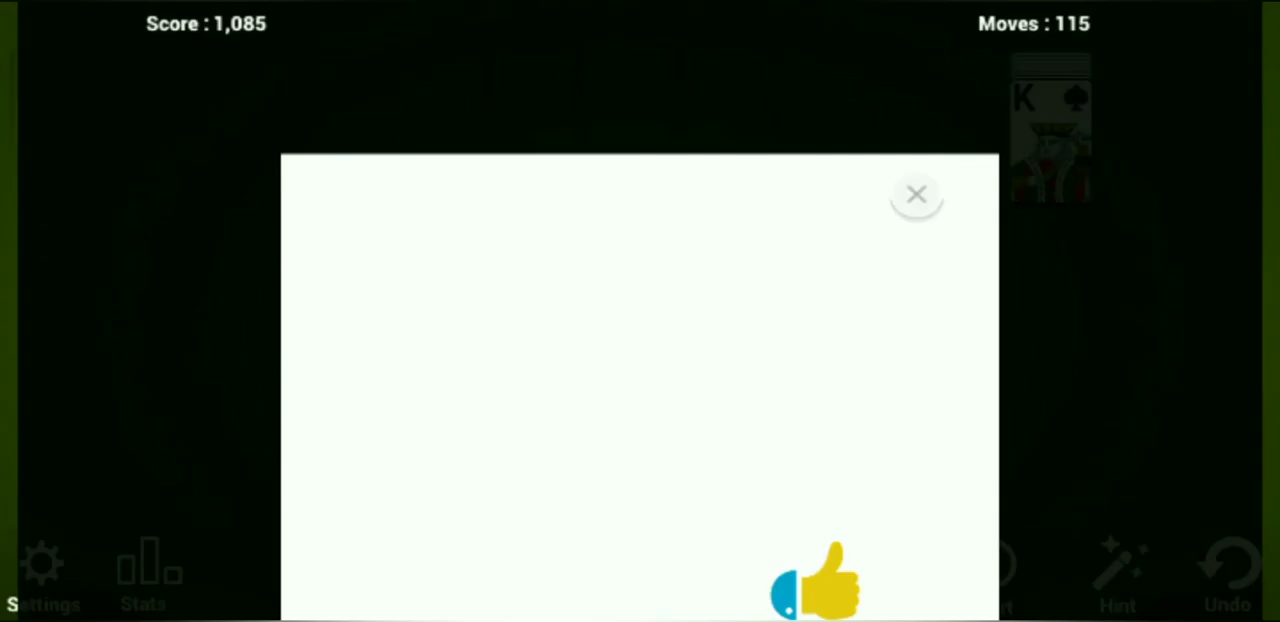 Score : 1,085
Moves : 115
K
Settings
Stats
Hint
Undo